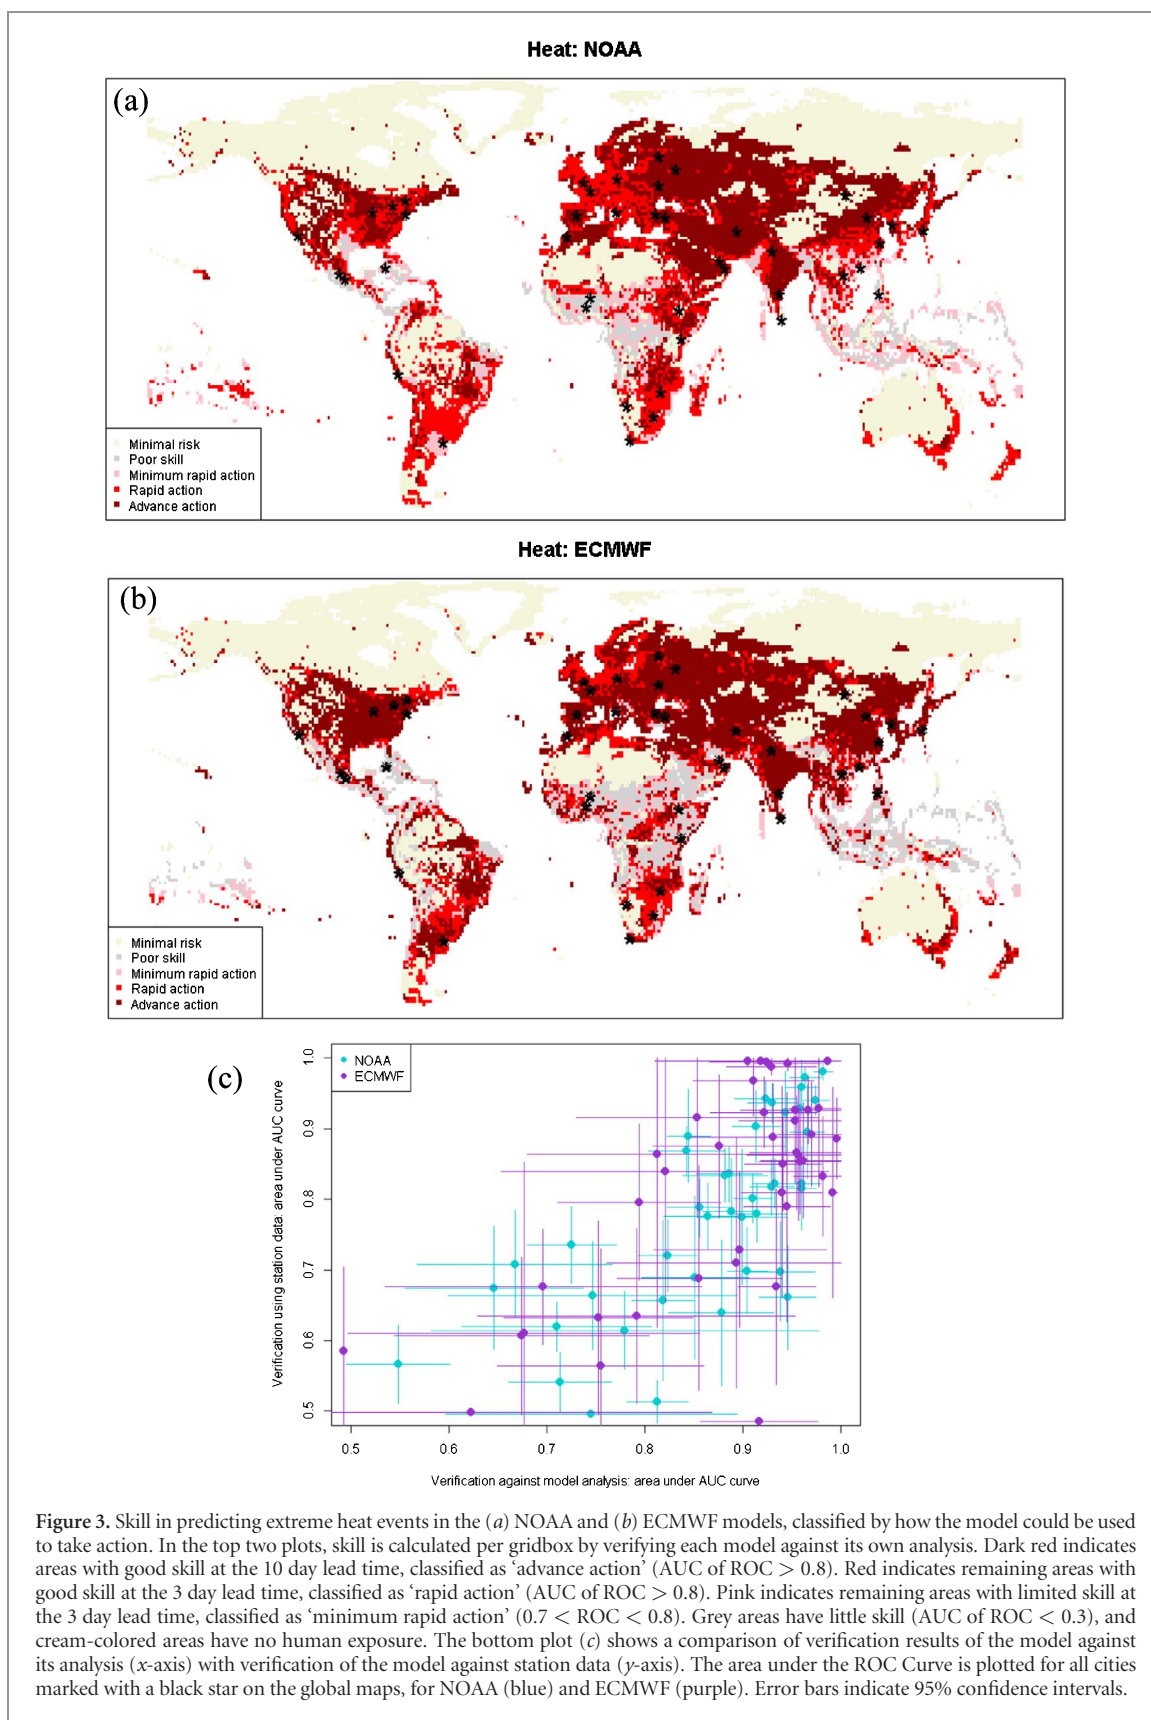 Heat: NOAA
(a)
Minimal risk
Poor skill
Minimum rapid action
Rapid action
Advance action
Heat: ECMWF
(b)
Minimal risk
Poor skill
Minimum rapid action
Rapid action
Advance action
(c)
NOAA
ECMWF
Verification using station data: area under AUC curve
1.0
0.9
0.8
0.7
0.6
0.5
0.5 0.6 0.7 0.8 0.9 1.0
Verification against model analysis: area under AUC curve
Figure 3. Skill in predicting extreme heat events in the (a) NOAA and (b) ECMWF models, classified by how the model could be used
to take action. In the top two plots, skill is calculated per gridbox by verifying each model against its own analysis. Dark red indicates
areas with good skill at the 10 day lead time, classified as ‘advance action’ (AUC of ROC > 0.8). Red indicates remaining areas with
good skill at the 3 day lead time, classified as ‘rapid action’ (AUC of ROC > 0.8). Pink indicates remaining areas with limited skill at
the 3 day lead time, classified as ‘minimum rapid action’ (0.7 < ROC < 0.8). Grey areas have little skill (AUC of ROC < 0.3), and
cream-colored areas have no human exposure. The bottom plot (c) shows a comparison of verification results of the model against
its analysis (x-axis) with verification of the model against station data (y-axis). The area under the ROC Curve is plotted for all cities
marked with a black star on the global maps, for NOAA (blue) and ECMWF (purple). Error bars indicate 95% confidence intervals.